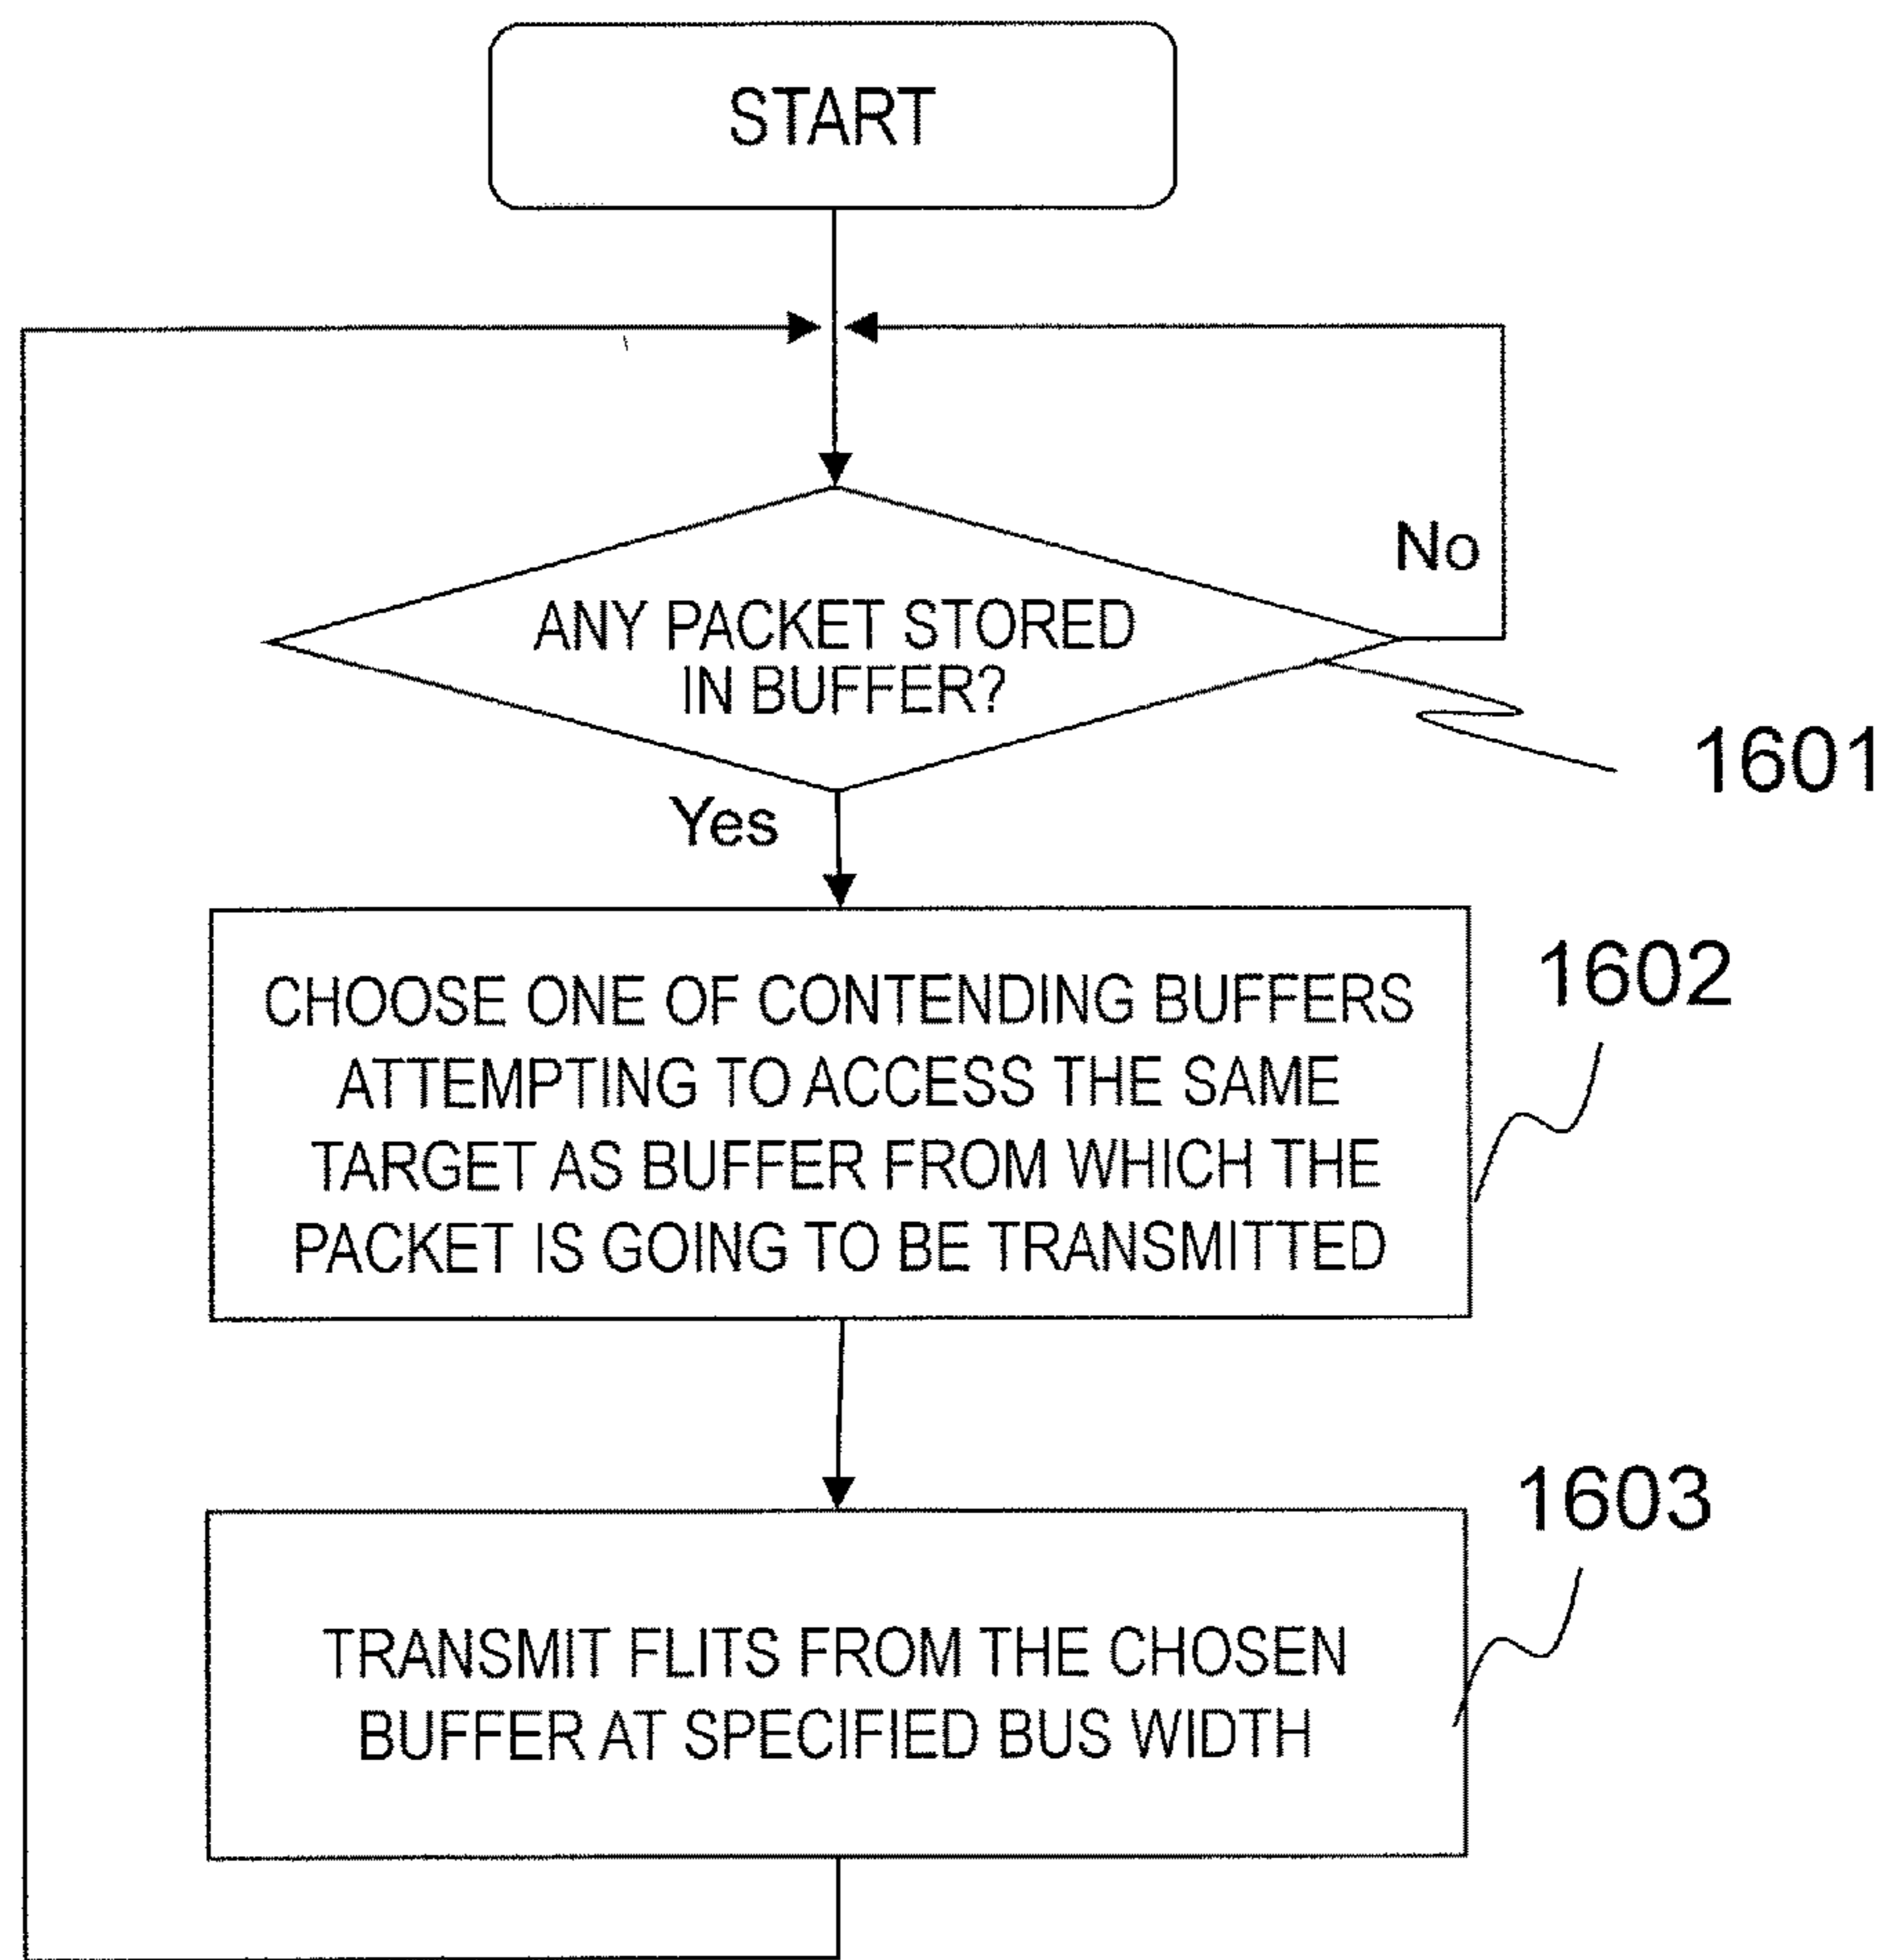 START
No
ANY PACKET STORED
IN BUFFER?
1601
Yes
CHOOSE ONE OF CONTENDING BUFFERS
ATTEMPTING TO ACCESS THE SAME
TARGET AS BUFFER FROM WHICH THE
PACKET IS GOING TO BE TRANSMITTED
1602
TRANSMIT FLITS FROM THE CHOSEN
BUFFER AT SPECIFIED BUS WIDTH
1603